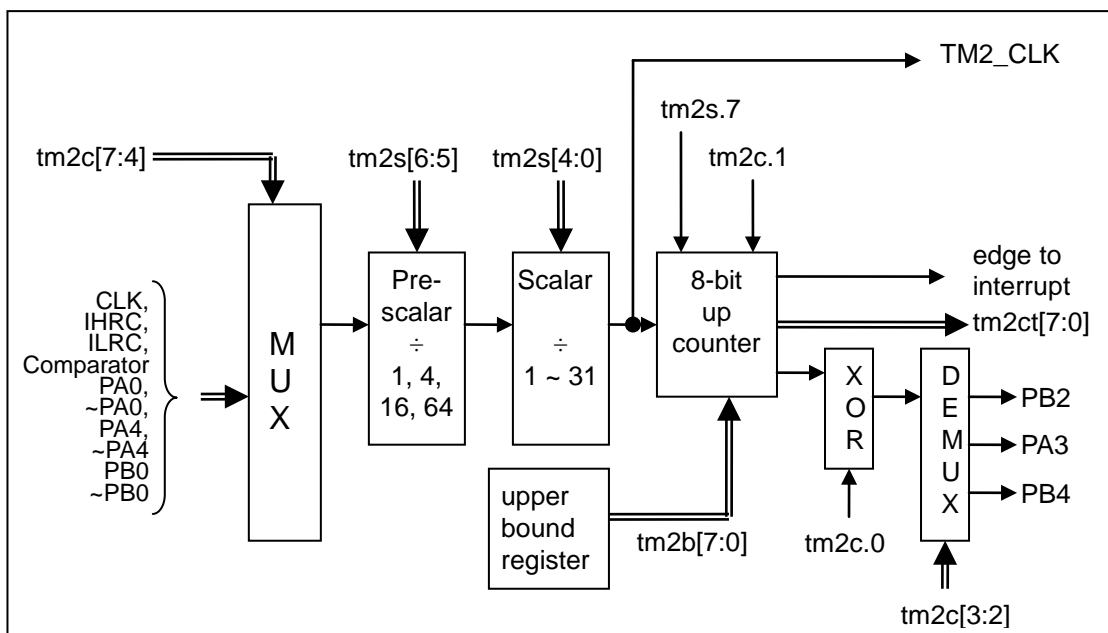 TM2_CLK
tm2s.7
tm2c[7:4]
tm2s[6:5]
tm2s[4:0]
tm2c.1
CLK,
IHRC,
ILRC,
Comparator
PA0,
~PA0,
PA4,
~PA4
PB0
~PB0
M
U
X
Pre-
scalar
÷
1, 4,
16, 64
Scalar
÷
1 ~ 31
8-bit
up
counter
edge to
interrupt
tm2ct[7:0]
X
O
R
D
E
M
U
X
PB2
PA3
PB4
upper
bound
register
tm2b[7:0]
tm2c.0
tm2c[3:2]